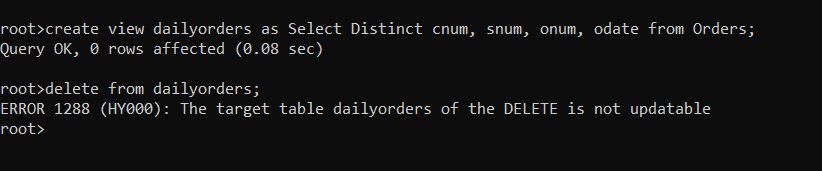 root>create view dailyorders as Select Distinct cnum, snum, onum, odate from Orders;
Query OK, 0 rows affected (0.08 sec)
root>delete from dailyorders;
ERROR 1288 (HY000): The target table dailyorders of the DELETE is not updatable
root>